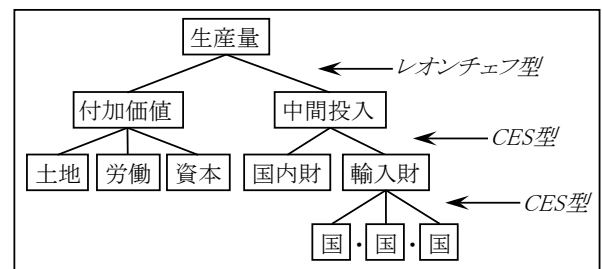 生産量
レオンチェフ型
付加価値 中間投入
CES型
土地 労働 資本 国内財 輸入財
CES型
国・国・国